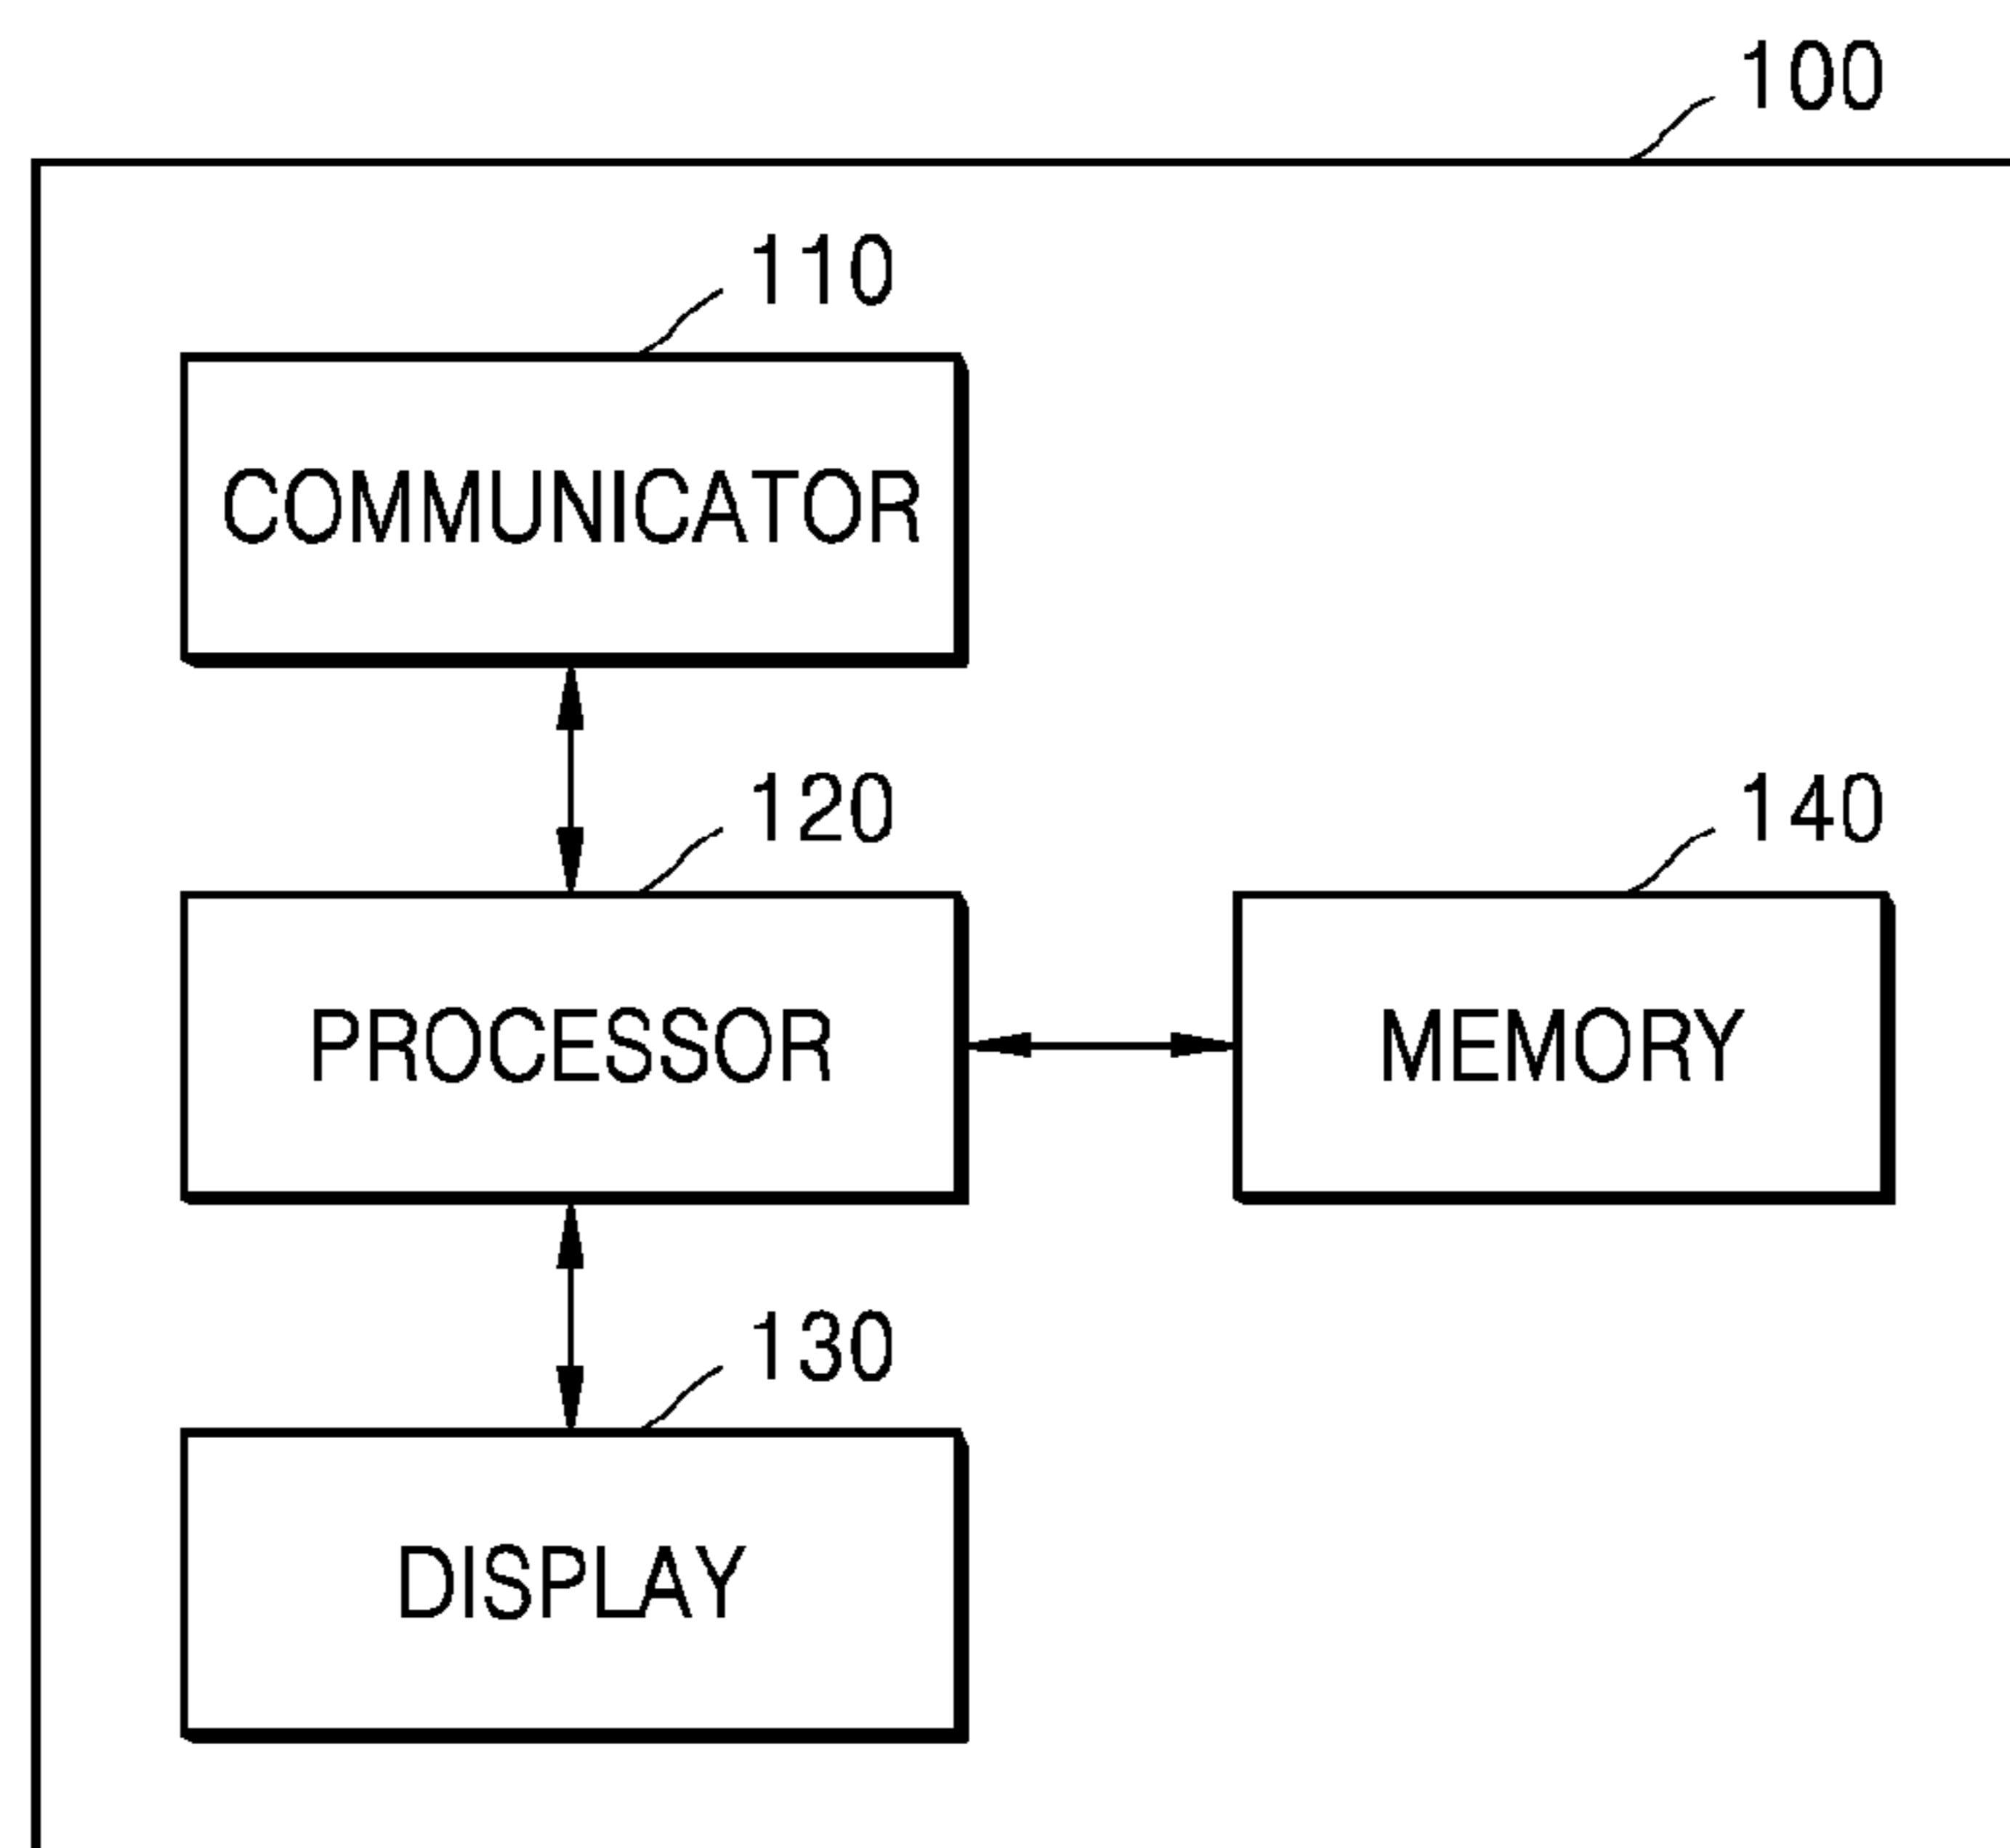 100
110
COMMUNICATOR
120
140
PROCESSOR
MEMORY
130
DISPLAY